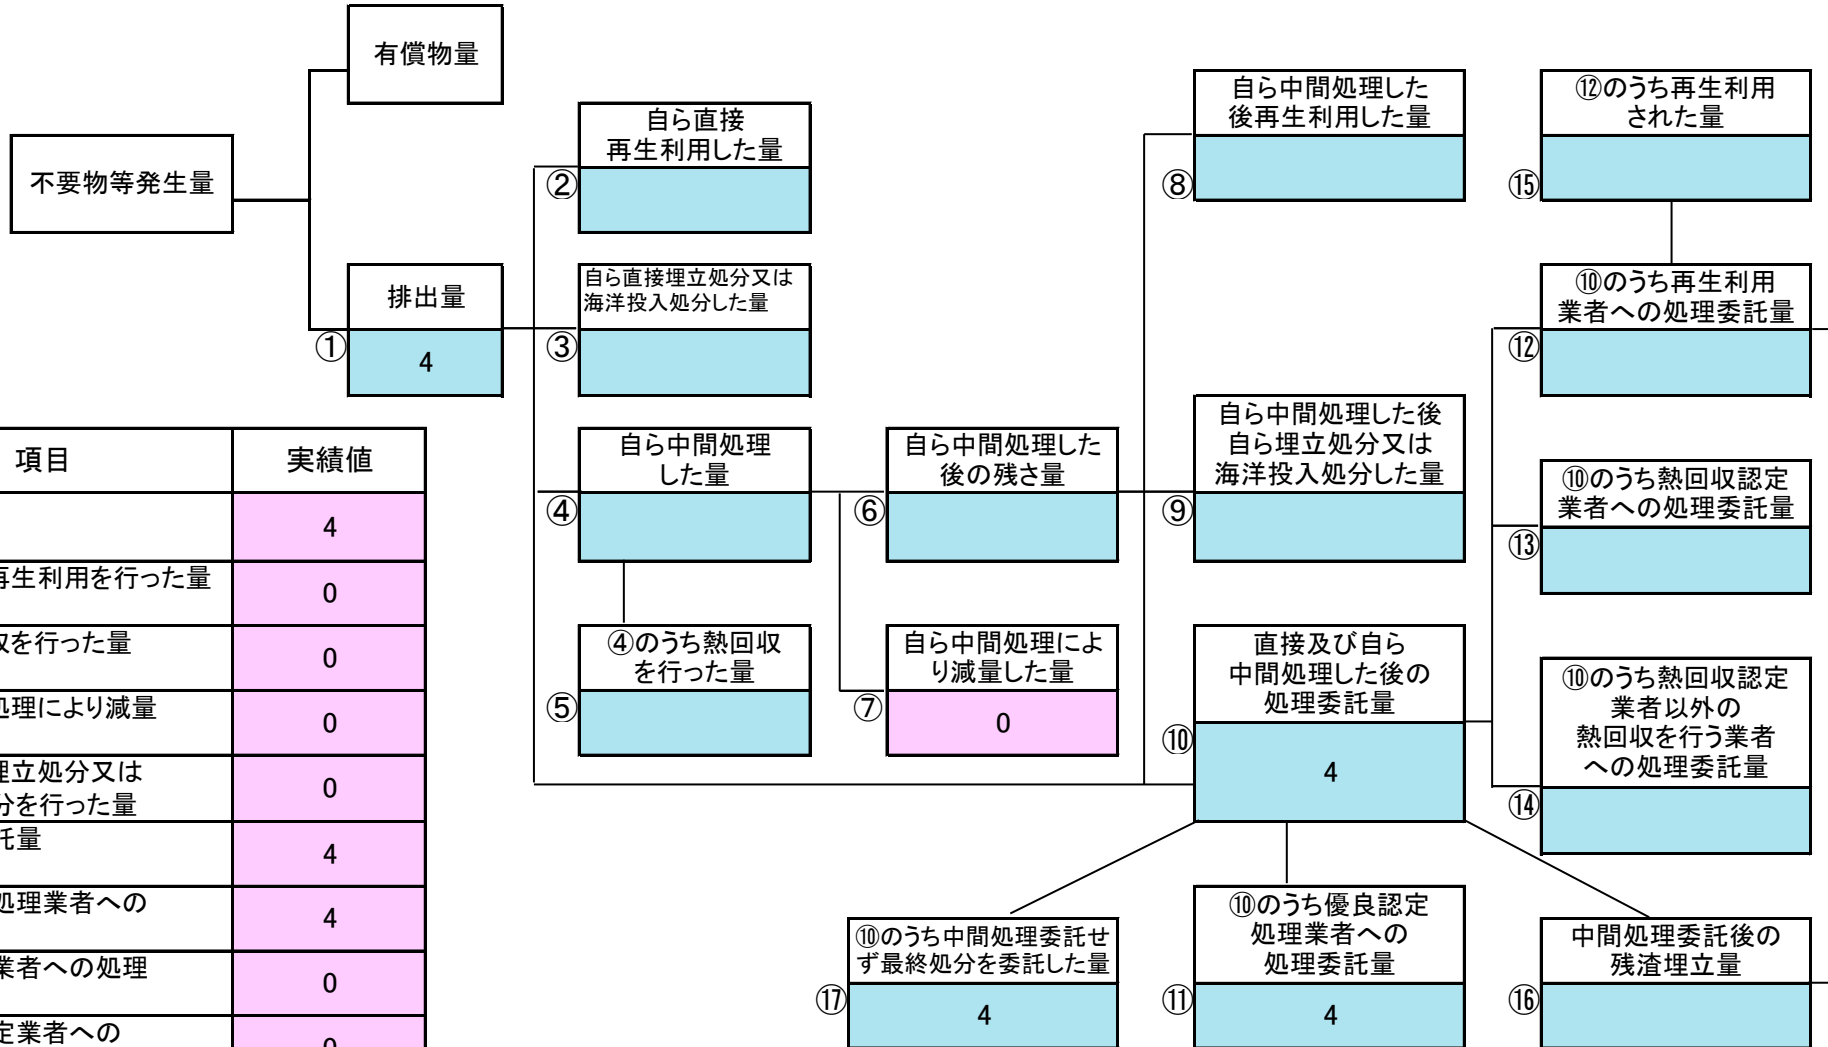 有償物量
不要物等発生量
排出量
①
4
自ら直接
再生利用した量
②
自ら直接埋立処分又は
海洋投入処分した量
③
自ら中間処理
した量
④
④のうち熱回収
を行った量
⑤
自ら中間処理した
後の残さ量
⑥
自ら中間処理によ
り減量した量
⑦
0
自ら中間処理した
後再生利用した量
⑧
自ら中間処理した後
自ら埋立処分又は
海洋投入処分した量
⑨
直接及び自ら
中間処理した後の
処理委託量
⑩
4
⑫のうち再生利用
された量
⑮
⑩のうち再生利用
業者への処理委託量
⑫
⑩のうち熱回収認定
業者への処理委託量
⑬
⑩のうち熱回収認定
業者以外の
熱回収を行う業者
への処理委託量
⑭
⑩のうち中間処理委託せ
ず最終処分を委託した量
⑰
4
⑩のうち優良認定
処理業者への
処理委託量
⑪
4
中間処理委託後の
残渣埋立量
⑯
項目 実績値
4
再生利用を行った量 0
を行った量 0
処理により減量 0
埋立処分又は
分を行った量 0
託量 4
処理業者への 4
業者への処理 0
定業者への 0